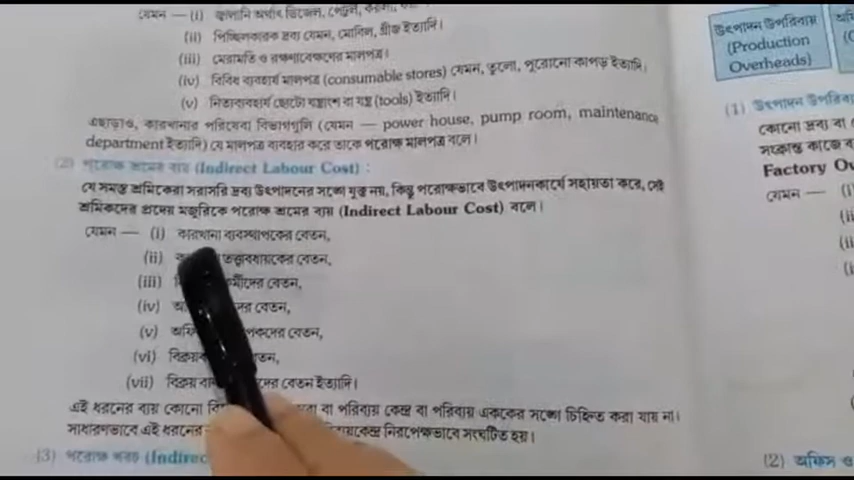 যেমন — (i) জ্বালানি অর্থাৎ ডিজেল, পেট্রল, কয়লা
(ii) পিচ্ছিলকারক দ্রব্য যেমন, মোবিল, গ্রীজ ইত্যাদি।
(iii) মেরামতি ও রক্ষণাবেক্ষণের মালপত্র।
(iv) বিবিধ ব্যবহার্য মালপত্র (consumable stores) যেমন, তুলো, পুরোনো কাপড় ইত্যাদি।
(v) নিত্যব্যবহার্য ছোটো যন্ত্রাংশ বা যন্ত্র (tools) ইত্যাদি।
এছাড়াও, কারখানার পরিষেবা বিভাগগুলি (যেমন — power house, pump room, maintenance
department ইত্যাদি) যে মালপত্র ব্যবহার করে তাকে পরোক্ষ মালপত্র বলে।
(2) পরোক্ষ শ্রমের ব্যয় (Indirect Labour Cost) :
যে সমস্ত শ্রমিকেরা সরাসরি দ্রব্য উৎপাদনের সঙ্গে যুক্ত নয়, কিন্তু পরোক্ষভাবে উৎপাদনকার্যে সহায়তা করে, সেই
শ্রমিকদের প্রদেয় মজুরিকে পরোক্ষ শ্রমের ব্যয় (Indirect Labour Cost) বলে।
যেমন — (i) কারখানা ব্যবস্থাপকের বেতন,
(ii) তত্ত্বাবধায়কের বেতন,
(iii) কর্মীদের বেতন,
(iv) বেতন,
(v) বেতন,
(vi) বিক্রয়
(vii) বিক্রয় বেতন ইত্যাদি।
এই ধরনের ব্যয় কোনো বা পরিব্যয় কেন্দ্র বা পরিব্যয় এককের সঙ্গে চিহ্নিত করা যায় না।
সাধারণভাবে এই ধরনের নিরপেক্ষভাবে সংঘটিত হয়।
(3) পরোক্ষ খরচ
উৎপাদন উপরিব্যয়
(Production
Overheads)
(1) উৎপাদন
কোনো দ্রব্য বা
সংক্রান্ত কাজে
Factory
যেমন —
(2) অফিস ও